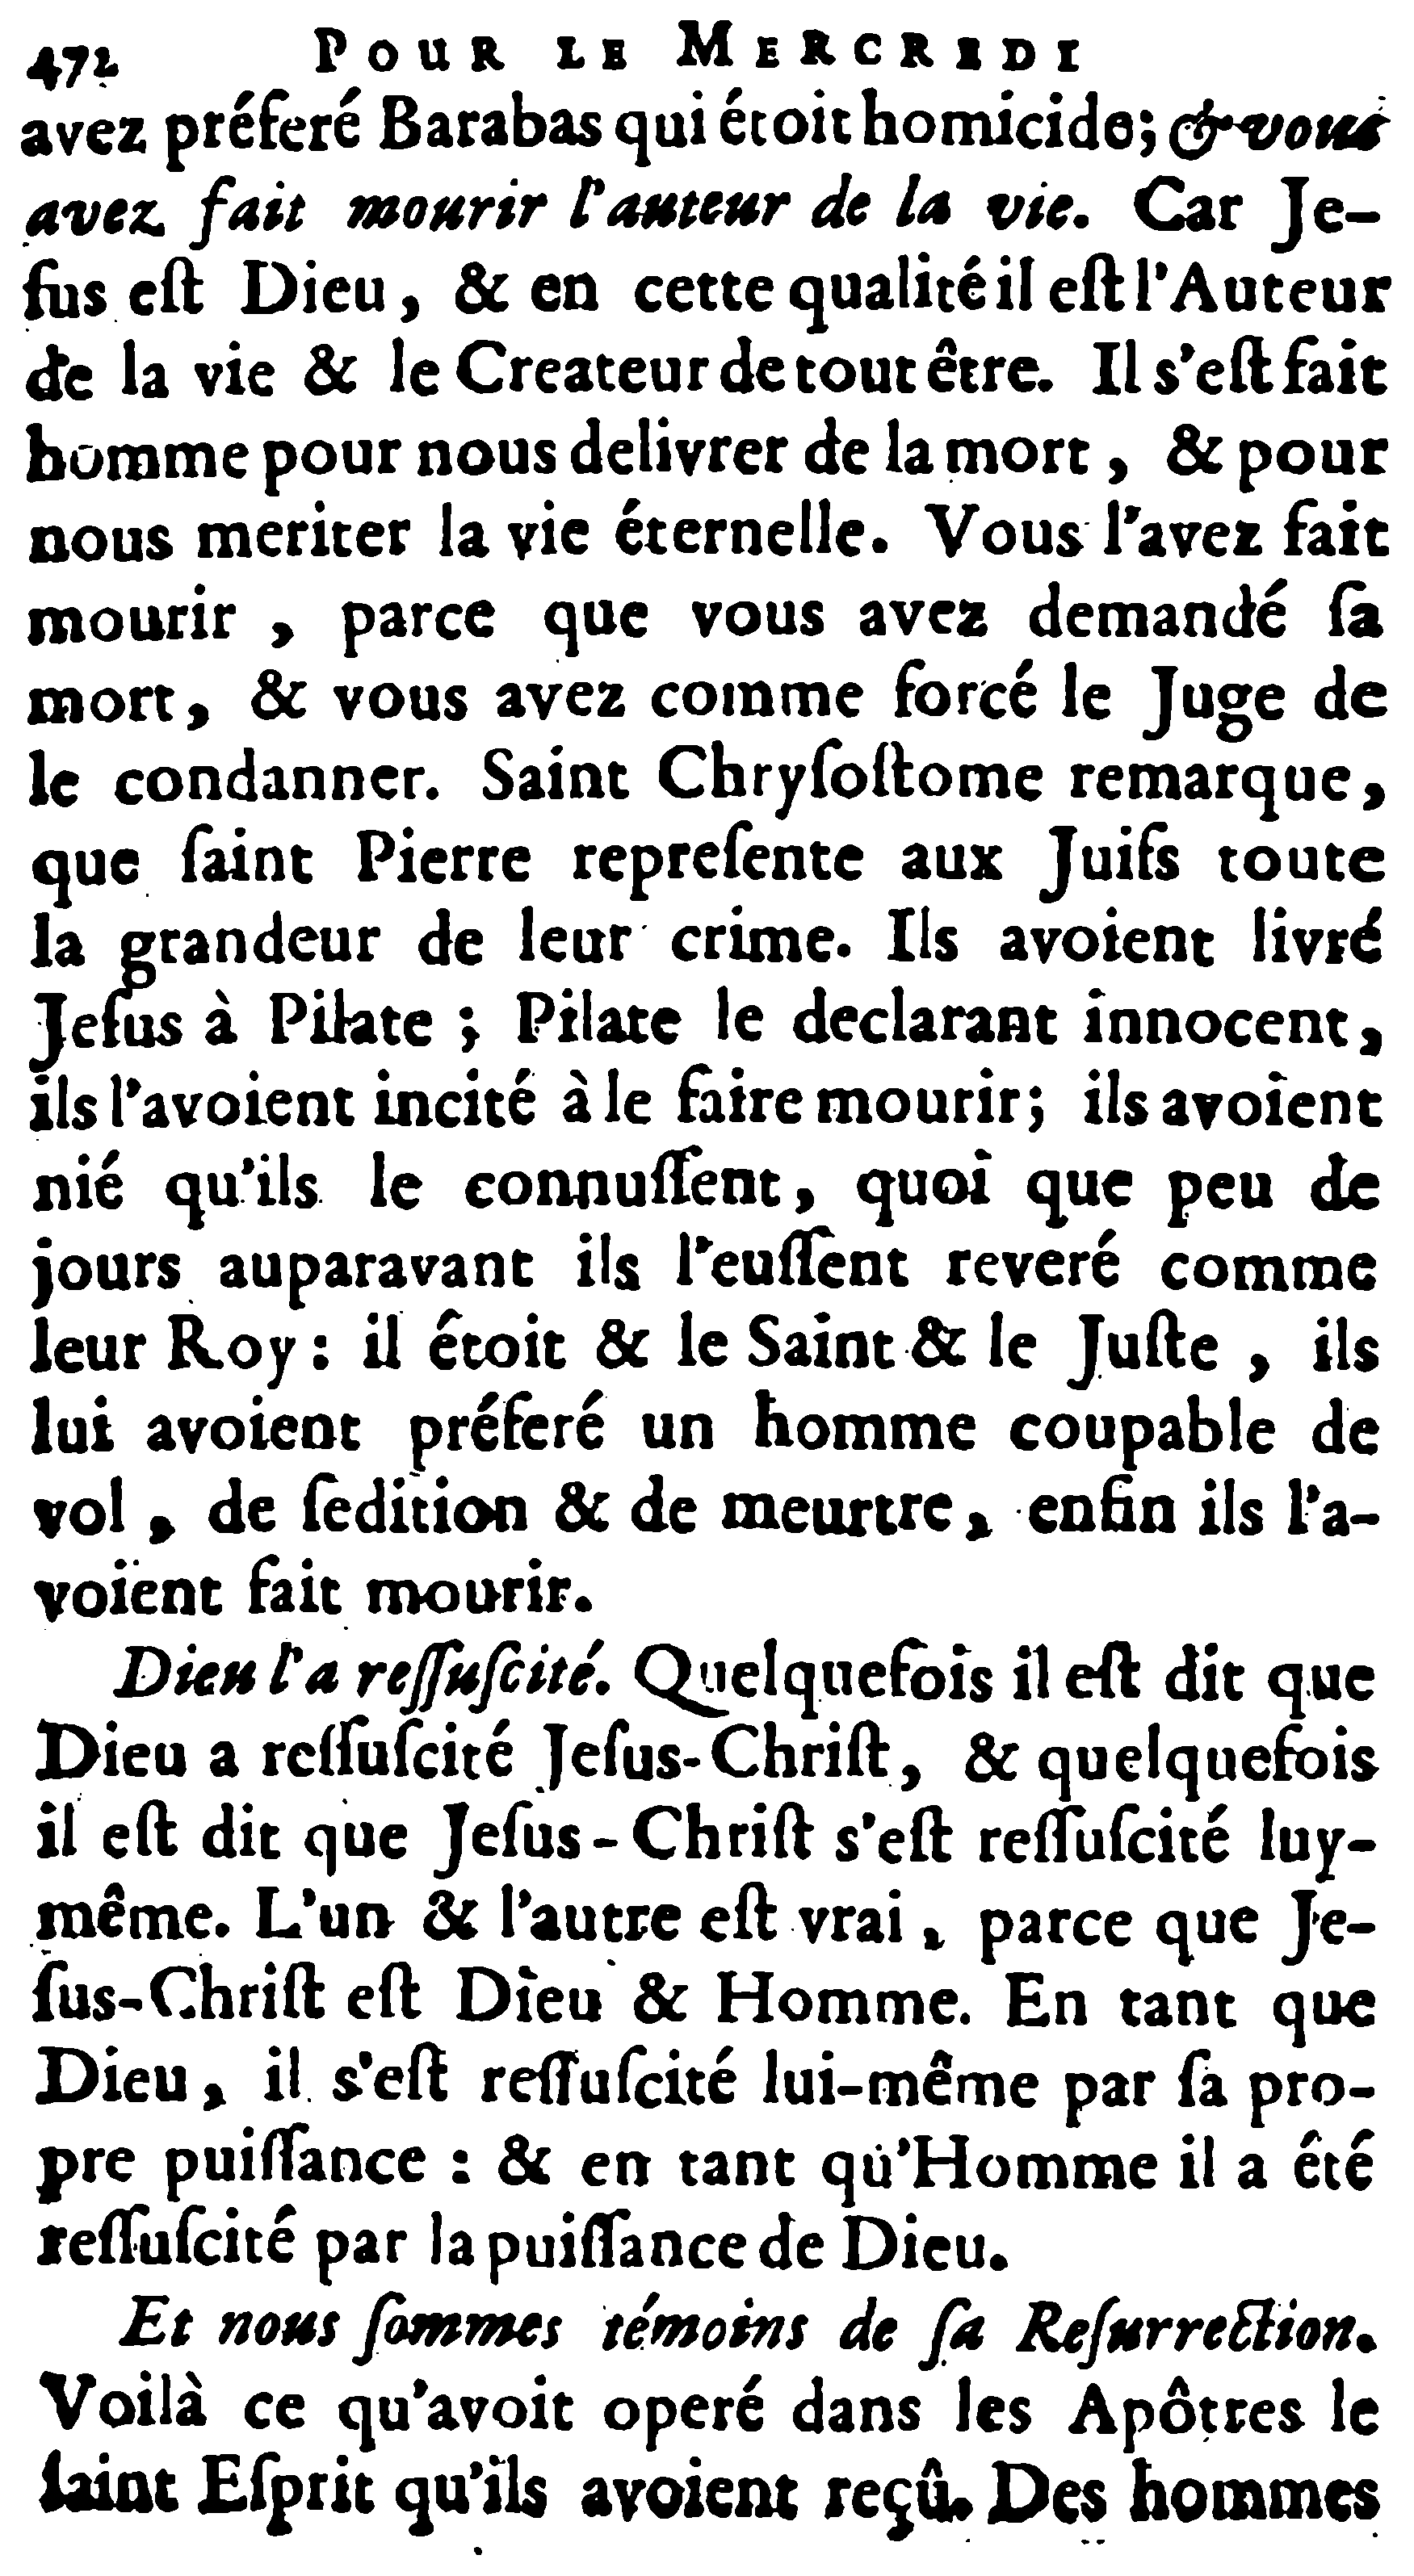 472 POUR LE MERCREDI
avez préferé Barabas qui étoit homicide; & vous
avez fait mourir l'auteur de la vie. Car Je-
ſus eſt Dieu, & en cette qualité il eſt l'Auteur
de la vie & le Createur de tout être. Il s'eſt fait
homme pour nous delivrer de la mort, & pour
nous meriter la vie éternelle. Vous l'avez fait
mourir, parce que vous avez demandé ſa
mort, & vous avez comme forcé le Juge de
le condanner. Saint Chryſoſtome remarque,
que ſaint Pierre repreſente aux Juifs toute
la grandeur de leur crime. Ils avoient livré
Jeſus à Pilate; Pilate le declarant innocent,
ils l'avoient incité à le faire mourir; ils avoient
nié qu'ils le connuſſent, quoi que peu de
jours auparavant ils l'euſſent reveré comme
leur Roy: il étoit & le Saint & le Juſte, ils
lui avoient préferé un homme coupable de
vol, de ſedition & de meurtre, enfin ils l'a-
voient fait mourir.
Dieu l'a reſſuſcité. Quelquefois il eſt dit que
Dieu a reſſuſcité Jeſus-Chriſt, & quelquefois
il eſt dit que Jeſus-Chriſt s'eſt reſſuſcité luy-
même. L'un & l'autre eſt vrai, parce que Je-
ſus-Chriſt eſt Dieu & Homme. En tant que
Dieu, il s'eſt reſſuſcité lui-même par ſa pro-
pre puiſſance: & en tant qu'Homme il a été
reſſuſcité par la puiſſance de Dieu.
Et nous ſommes témoins de ſa Reſurrection.
Voilà ce qu'avoit operé dans les Apôtres le
ſaint Eſprit qu'ils avoient reçû. Des hommes